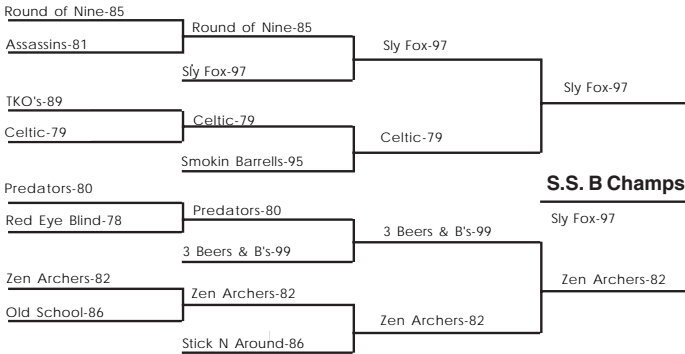 Round of Nine-85
Assassins-81
Round of Nine-85
Sly Fox-97
Sly Fox-97
TKO's-89
Celtic-79
Celtic-79
Smokin Barrells-95
Celtic-79
Sly Fox-97
Predators-80
Red Eye Blind-78
Predators-80
3 Beers & B's-99
3 Beers & B's-99
Zen Archers-82
Old School-86
Zen Archers-82
Stick N Around-86
Zen Archers-82
Zen Archers-82
S.S. B Champs
Sly Fox-97